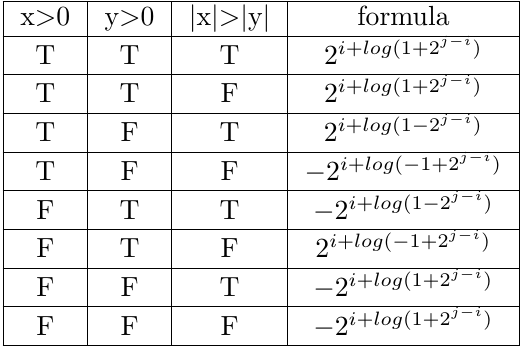 x>0 y>0 |x|>|y| formula
T T T $2^{i+log(1+2^{j-i})}$
T T F $2^{i+log(1+2^{j-i})}$
T F T $2^{i+log(1-2^{j-i})}$
T F F $-2^{i+log(-1+2^{j-i})}$
F T T $-2^{i+log(1-2^{j-i})}$
F T F $2^{i+log(-1+2^{j-i})}$
F F T $-2^{i+log(1+2^{j-i})}$
F F F $-2^{i+log(1+2^{j-i})}$